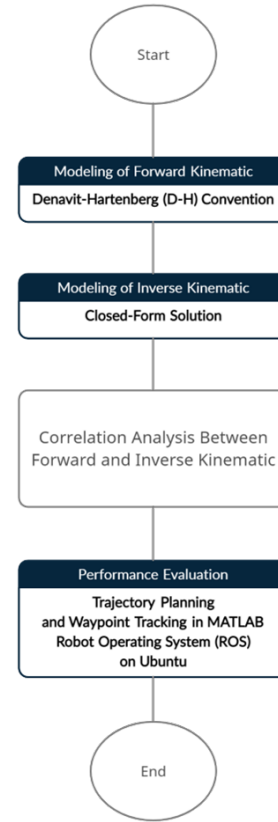 Start
Modeling of Forward Kinematic
Denavit-Hartenberg (D-H) Convention
Modeling of Inverse Kinematic
Closed-Form Solution
Correlation Analysis Between
Forward and Inverse Kinematic
Performance Evaluation
Trajectory Planning
and Waypoint Tracking in MATLAB
Robot Operating System (ROS)
on Ubuntu
End